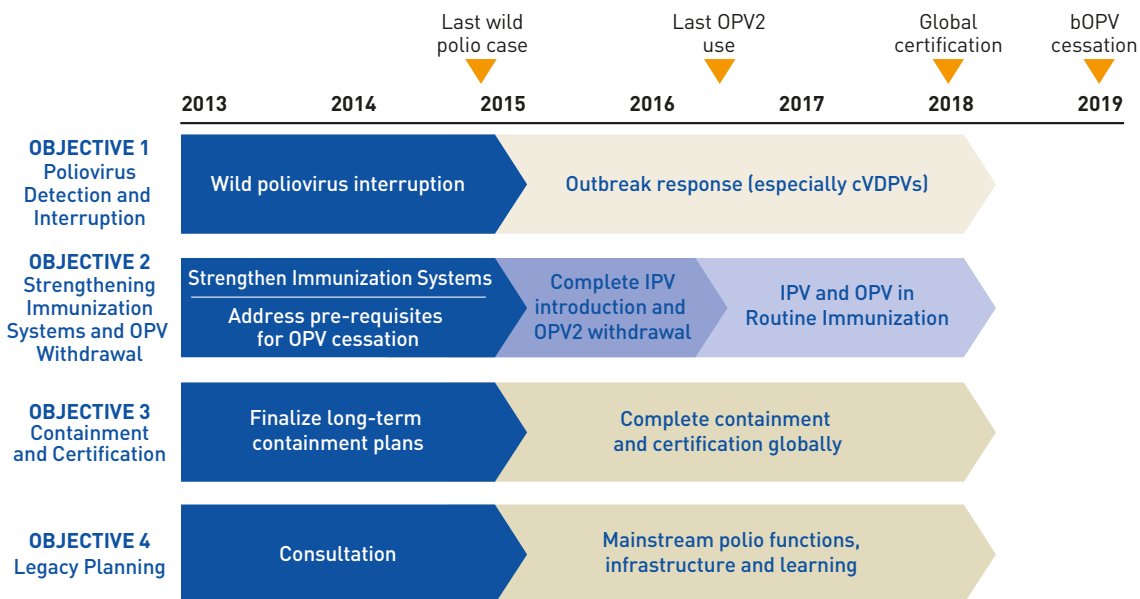 Last wild
polio case
Last OPV2
use
Global
certification
bOPV
cessation
2013
2014
2015
2016
2017
2018
2019
OBJECTIVE 1
Poliovirus
Detection and
Interruption
Wild poliovirus interruption
Outbreak response (especially cVDPVs)
OBJECTIVE 2
Strengthening
Immunization
Systems and OPV
Withdrawal
Strengthen Immunization Systems
Address pre-requisites
for OPV cessation
Complete IPV
introduction and
OPV2 withdrawal
IPV and OPV in
Routine Immunization
OBJECTIVE 3
Containment
and Certification
Finalize long-term
containment plans
Complete containment
and certification globally
OBJECTIVE 4
Legacy Planning
Consultation
Mainstream polio functions,
infrastructure and learning